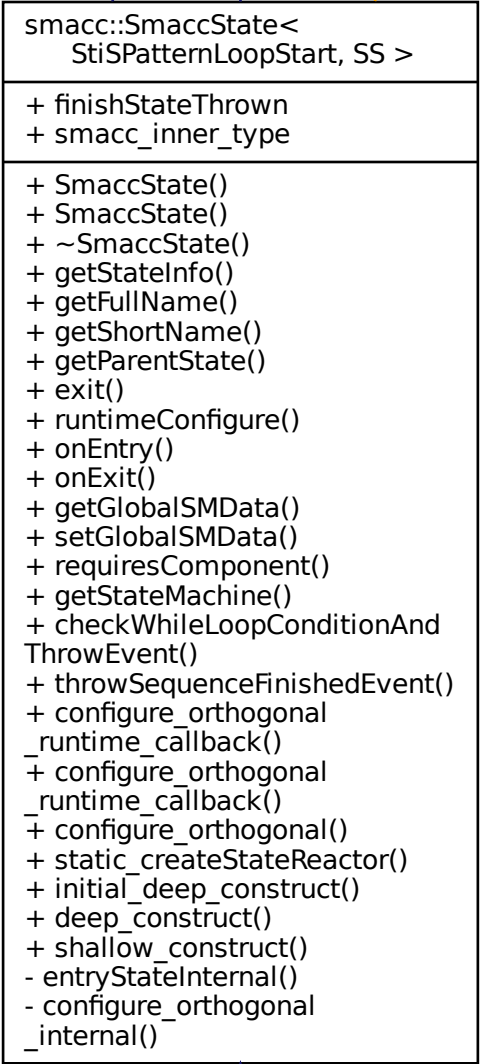 smacc::SmaccState<
StiSPatternLoopStart, SS >
+ finishStateThrown
+ smacc_inner_type
+ SmaccState()
+ SmaccState()
+ ~SmaccState()
+ getStateInfo()
+ getFullName()
+ getShortName()
+ getParentState()
+ exit()
+ runtimeConfigure()
+ onEntry()
+ onExit()
+ getGlobalSMData()
+ setGlobalSMData()
+ requiresComponent()
+ getStateMachine()
+ checkWhileLoopConditionAnd
ThrowEvent()
+ throwSequenceFinishedEvent()
+ configure_orthogonal
_runtime_callback()
+ configure_orthogonal
_runtime_callback()
+ configure_orthogonal()
+ static_createStateReactor()
+ initial_deep_construct()
+ deep_construct()
+ shallow_construct()
- entryStateInternal()
- configure_orthogonal
_internal()